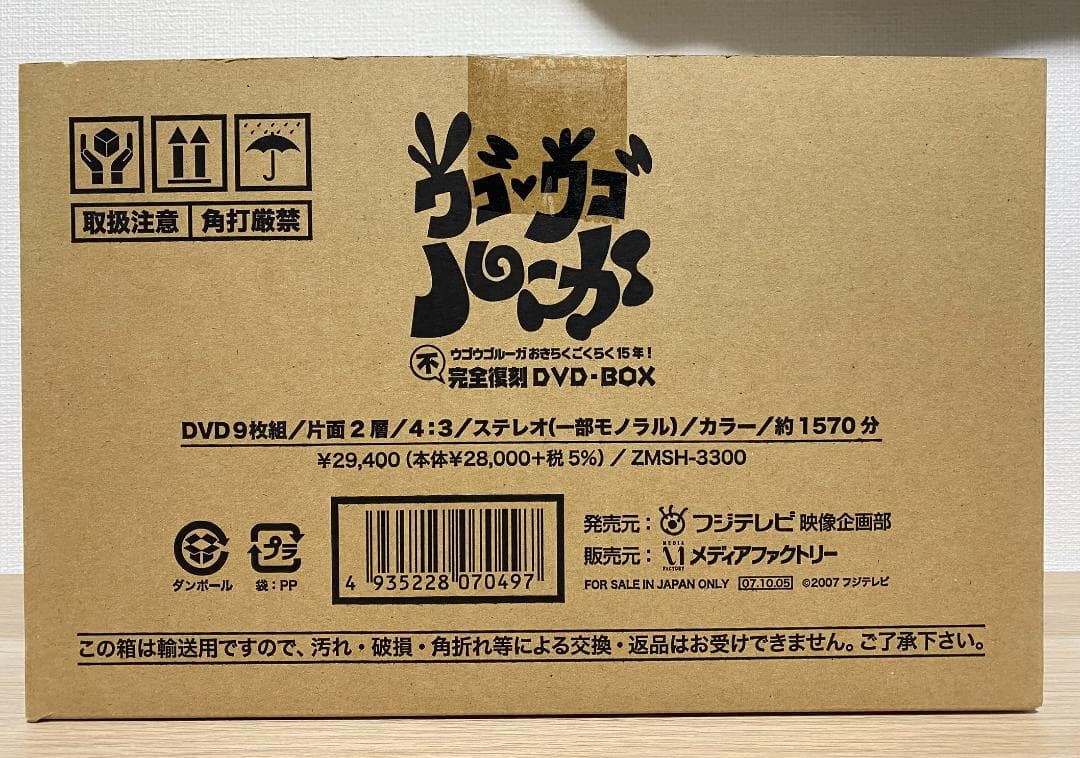 取扱注意 角打厳禁
ウゴ♥ウゴ
ルーガ
ウゴウゴルーガおきらくごくらく15年!
不
完全復刻 DVD-BOX
DVD9枚組/片面2層/4:3/ステレオ(一部モノラル)/カラー/約1570分
¥29,400 (本体¥28,000+税5%) / ZMSH-3300
ダンボール
プラ
袋:PP
4 935228 070497
発売元: フジテレビ 映像企画部
販売元: MEDIA FACTORY メディアファクトリー
FOR SALE IN JAPAN ONLY 07.10.05 ©2007 フジテレビ
この箱は輸送用ですので、汚れ・破損・角折れ等による交換・返品はお受けできません。ご了承下さい。